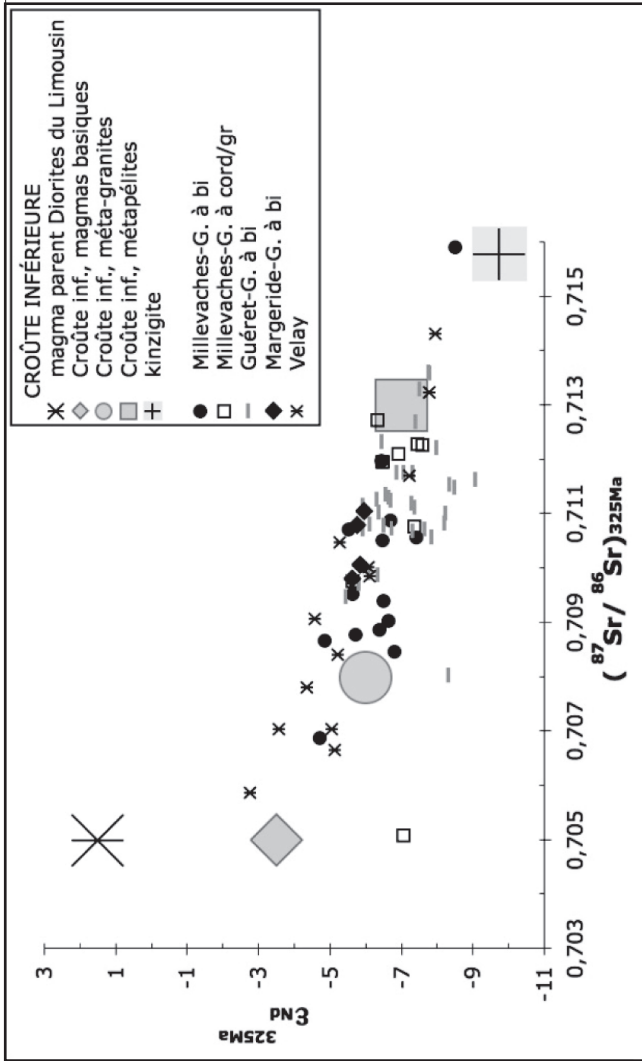 CROÛTE INFÉRIEURE
magma parent Diorites du Limousin
Croûte inf., magmas basiques
Croûte inf., méta-granites
Croûte inf., métapélites
kinzigite
Millevaches-G. à bi
Millevaches-G. à cord/gr
Guéret-G. à bi
Margeride-G. à bi
Velay
3
1
-1
-3
-5
-7
-9
-11
εNd 325Ma
0,703
0,705
0,707
0,709
0,711
0,713
0,715
(87Sr/ 86Sr)325Ma